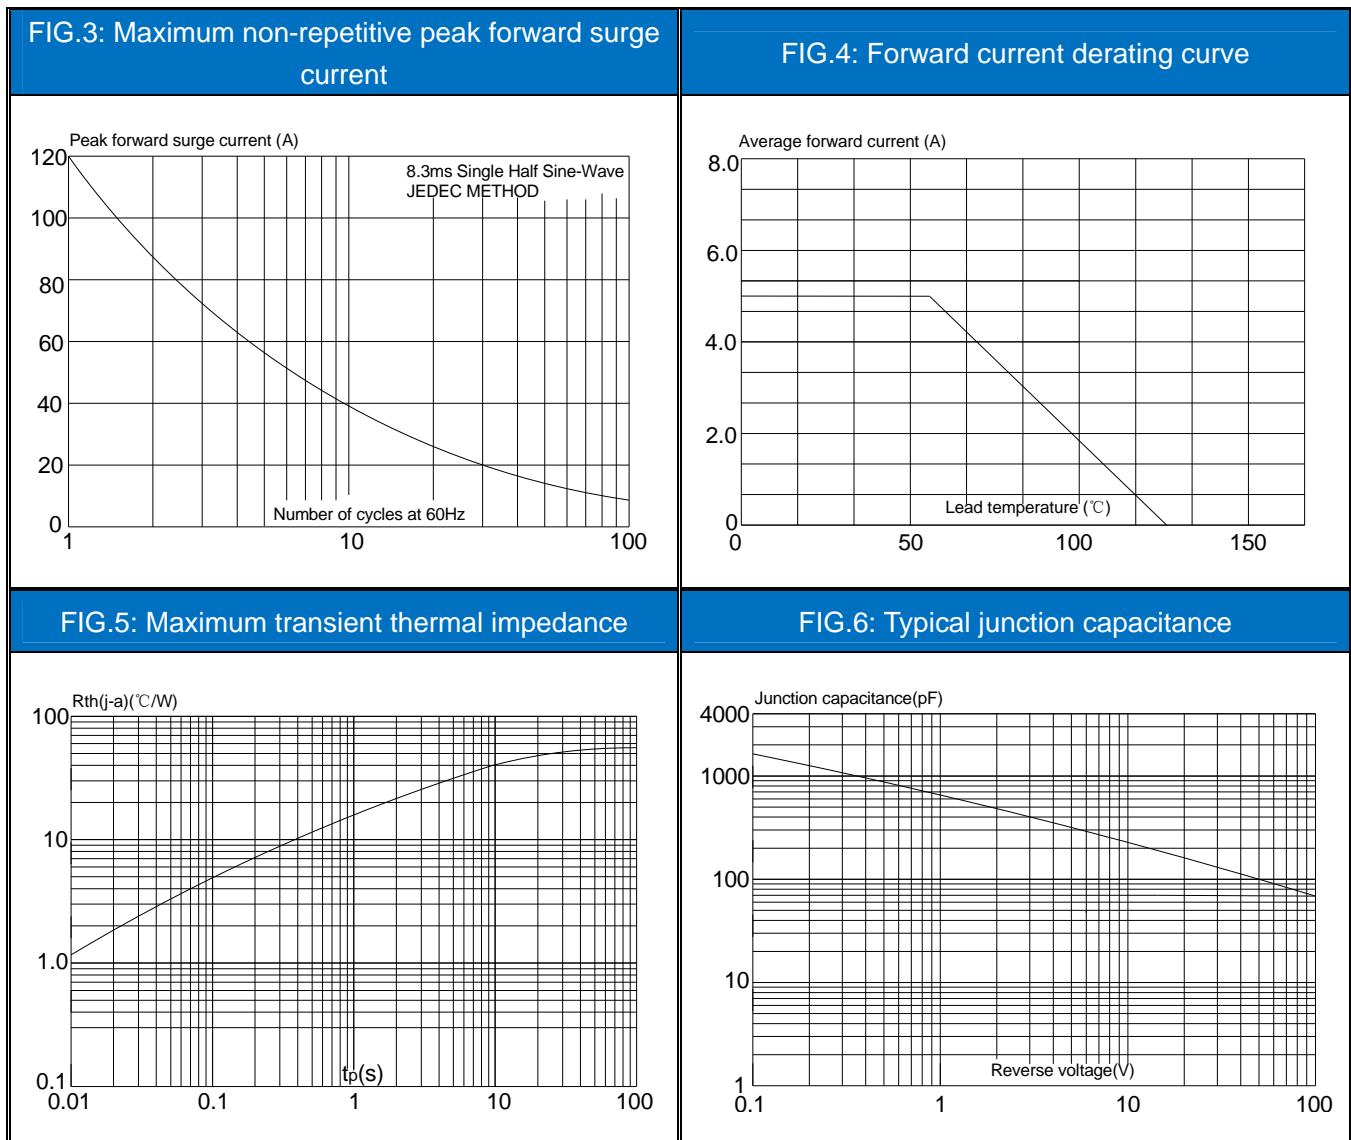 FIG.3: Maximum non-repetitive peak forward surge
current
FIG.4: Forward current derating curve
Peak forward surge current (A)
8.3ms Single Half Sine-Wave
JEDEC METHOD
120
100
80
60
40
20
0
Number of cycles at 60Hz
1
10
100
Average forward current (A)
8.0
6.0
4.0
2.0
0
Lead temperature (℃)
0
50
100
150
FIG.5: Maximum transient thermal impedance
FIG.6: Typical junction capacitance
Rth(j-a)(℃/W)
100
10
1.0
0.1
tp(s)
0.01
0.1
1
10
100
Junction capacitance(pF)
4000
1000
100
10
1
Reverse voltage(V)
0.1
1
10
100